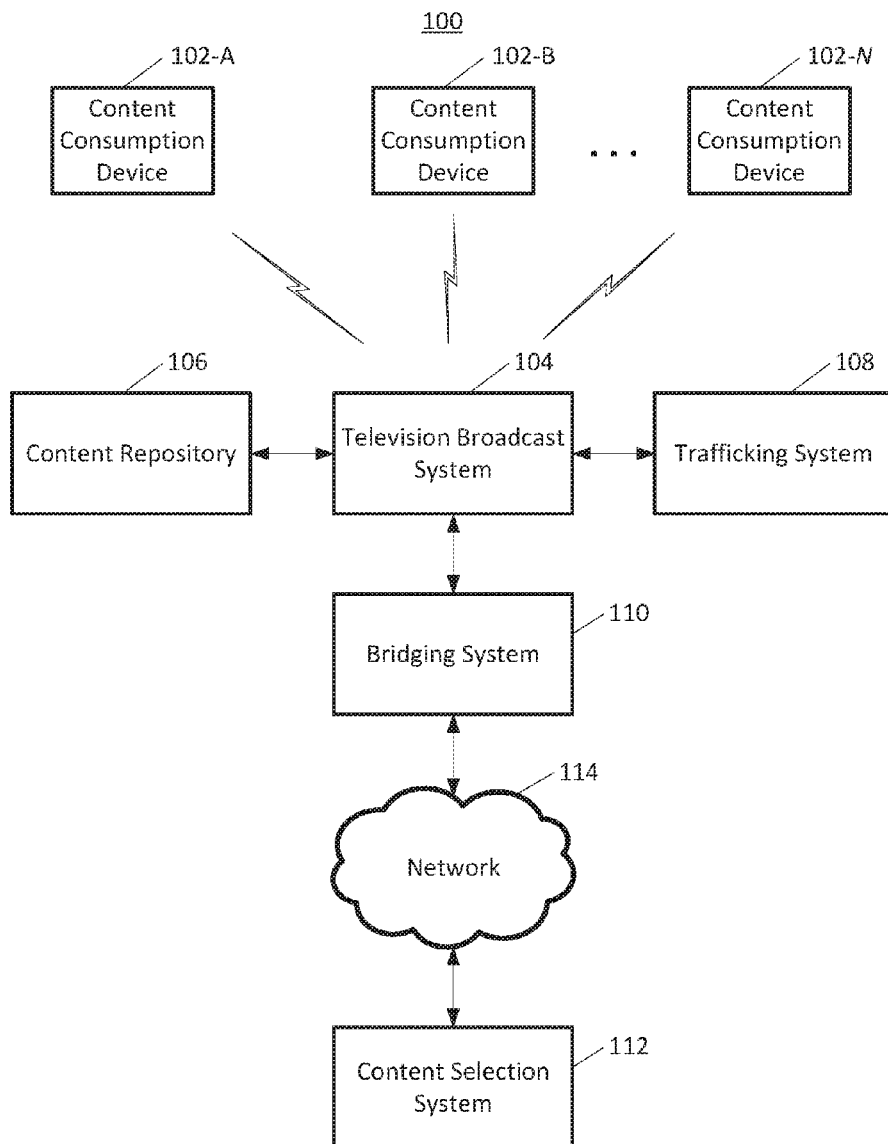 100
102-A
102-B
102-N
Content
Consumption
Device
Content
Consumption
Device
. . .
Content
Consumption
Device
106
104
108
Content Repository
Television Broadcast
System
Trafficking System
110
Bridging System
114
Network
112
Content Selection
System